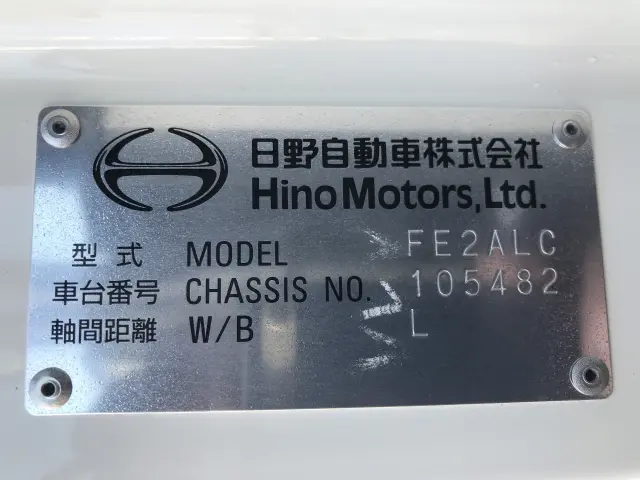 日野自動車株式会社
Hino Motors, Ltd.
型式 MODEL FE2ALC
車台番号 CHASSIS NO. 105482
軸間距離 W/B L